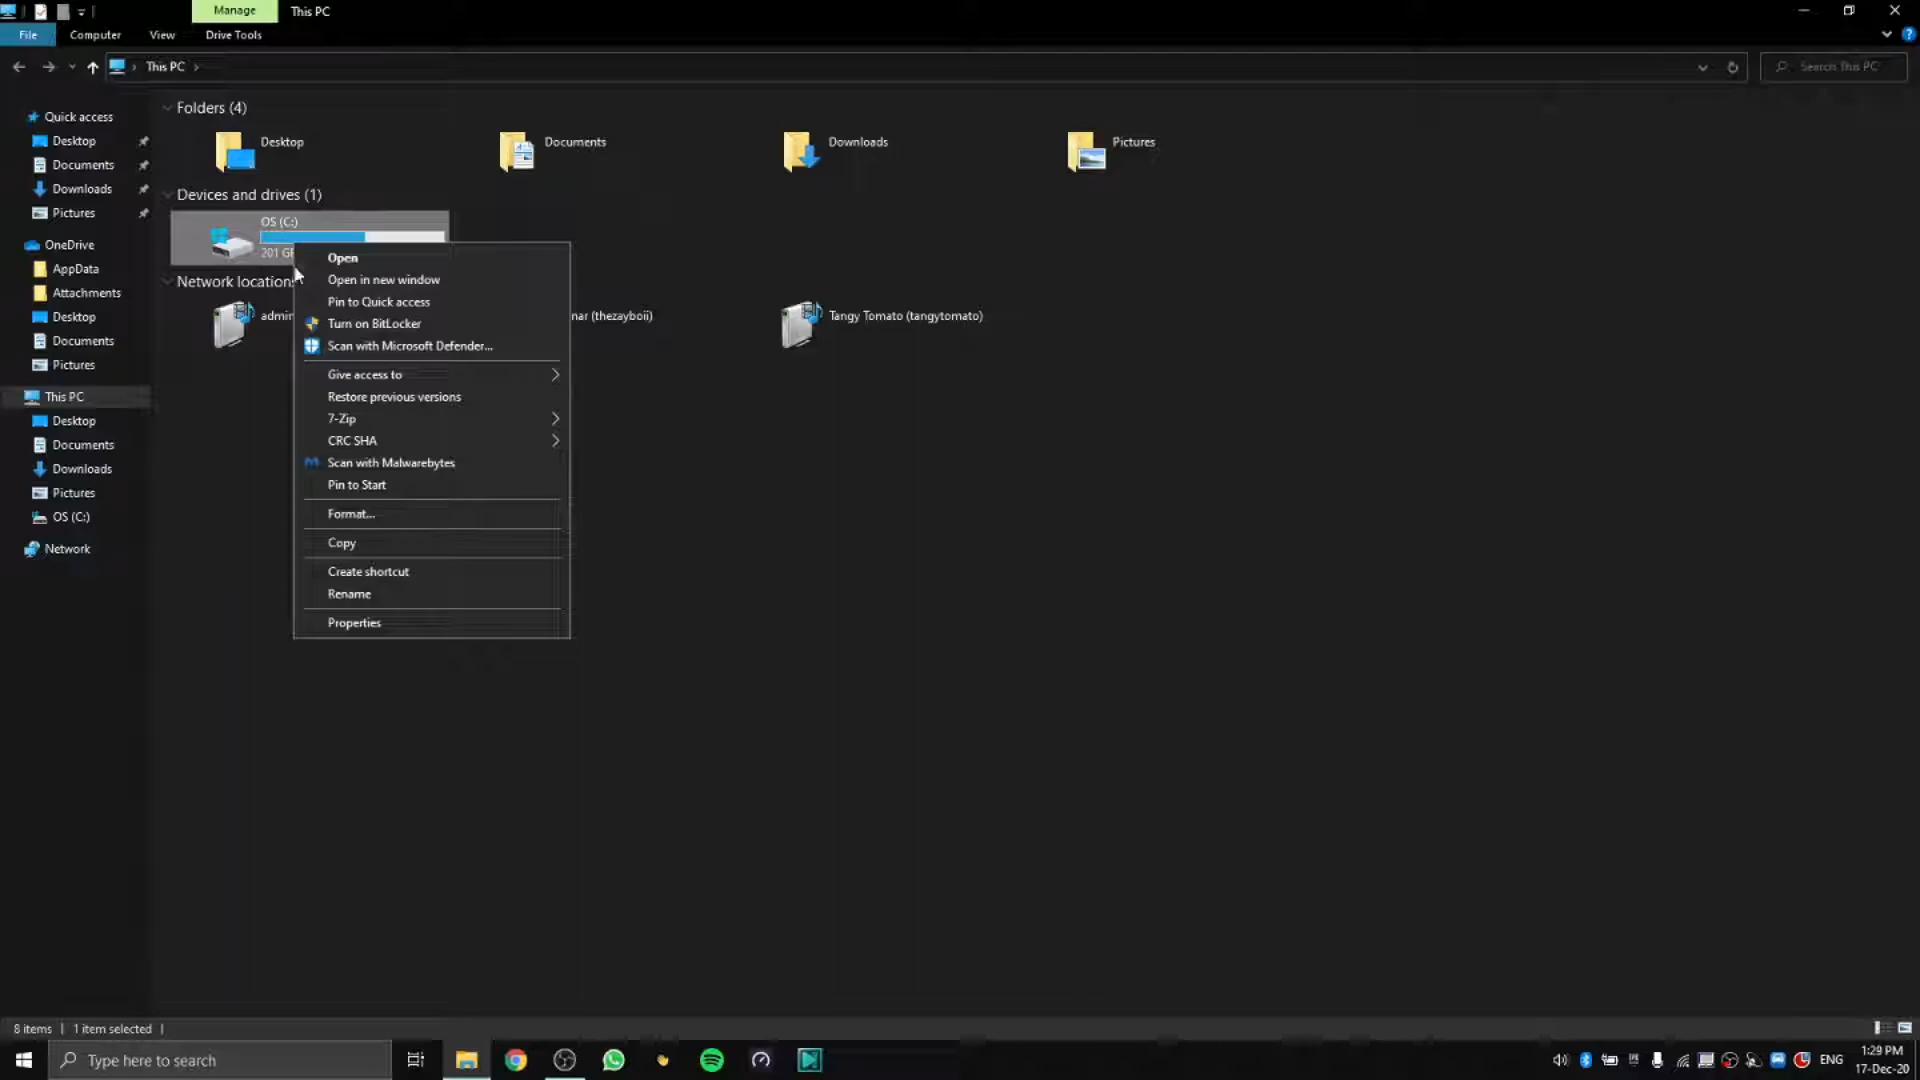 Manage
This PC
File
Computer
View
Drive Tools
This PC
Search This PC
Quick access
Desktop
Documents
Downloads
Pictures
OneDrive
AppData
Attachments
Desktop
Documents
Pictures
This PC
Desktop
Documents
Downloads
Pictures
OS (C:)
Network
Folders (4)
Desktop
Documents
Downloads
Pictures
Devices and drives (1)
OS (C:)
201 G
Network locations
admin
nar (thezayboii)
Tangy Tomato (tangytomato)
Open
Open in new window
Pin to Quick access
Turn on BitLocker
Scan with Microsoft Defender...
Give access to
Restore previous versions
7-Zip
CRC SHA
Scan with Malwarebytes
Pin to Start
Format...
Copy
Create shortcut
Rename
Properties
8 items
1 item selected
Type here to search
ENG
1:29 PM
17-Dec-20